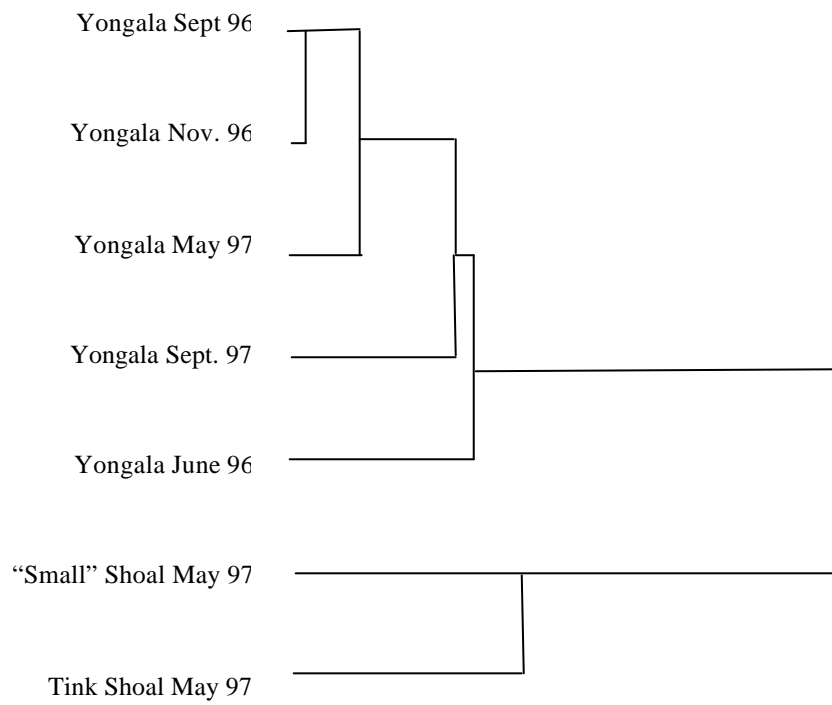 Yongala Sept 96
Yongala Nov. 96
Yongala May 97
Yongala Sept. 97
Yongala June 96
“Small” Shoal May 97
Tink Shoal May 97